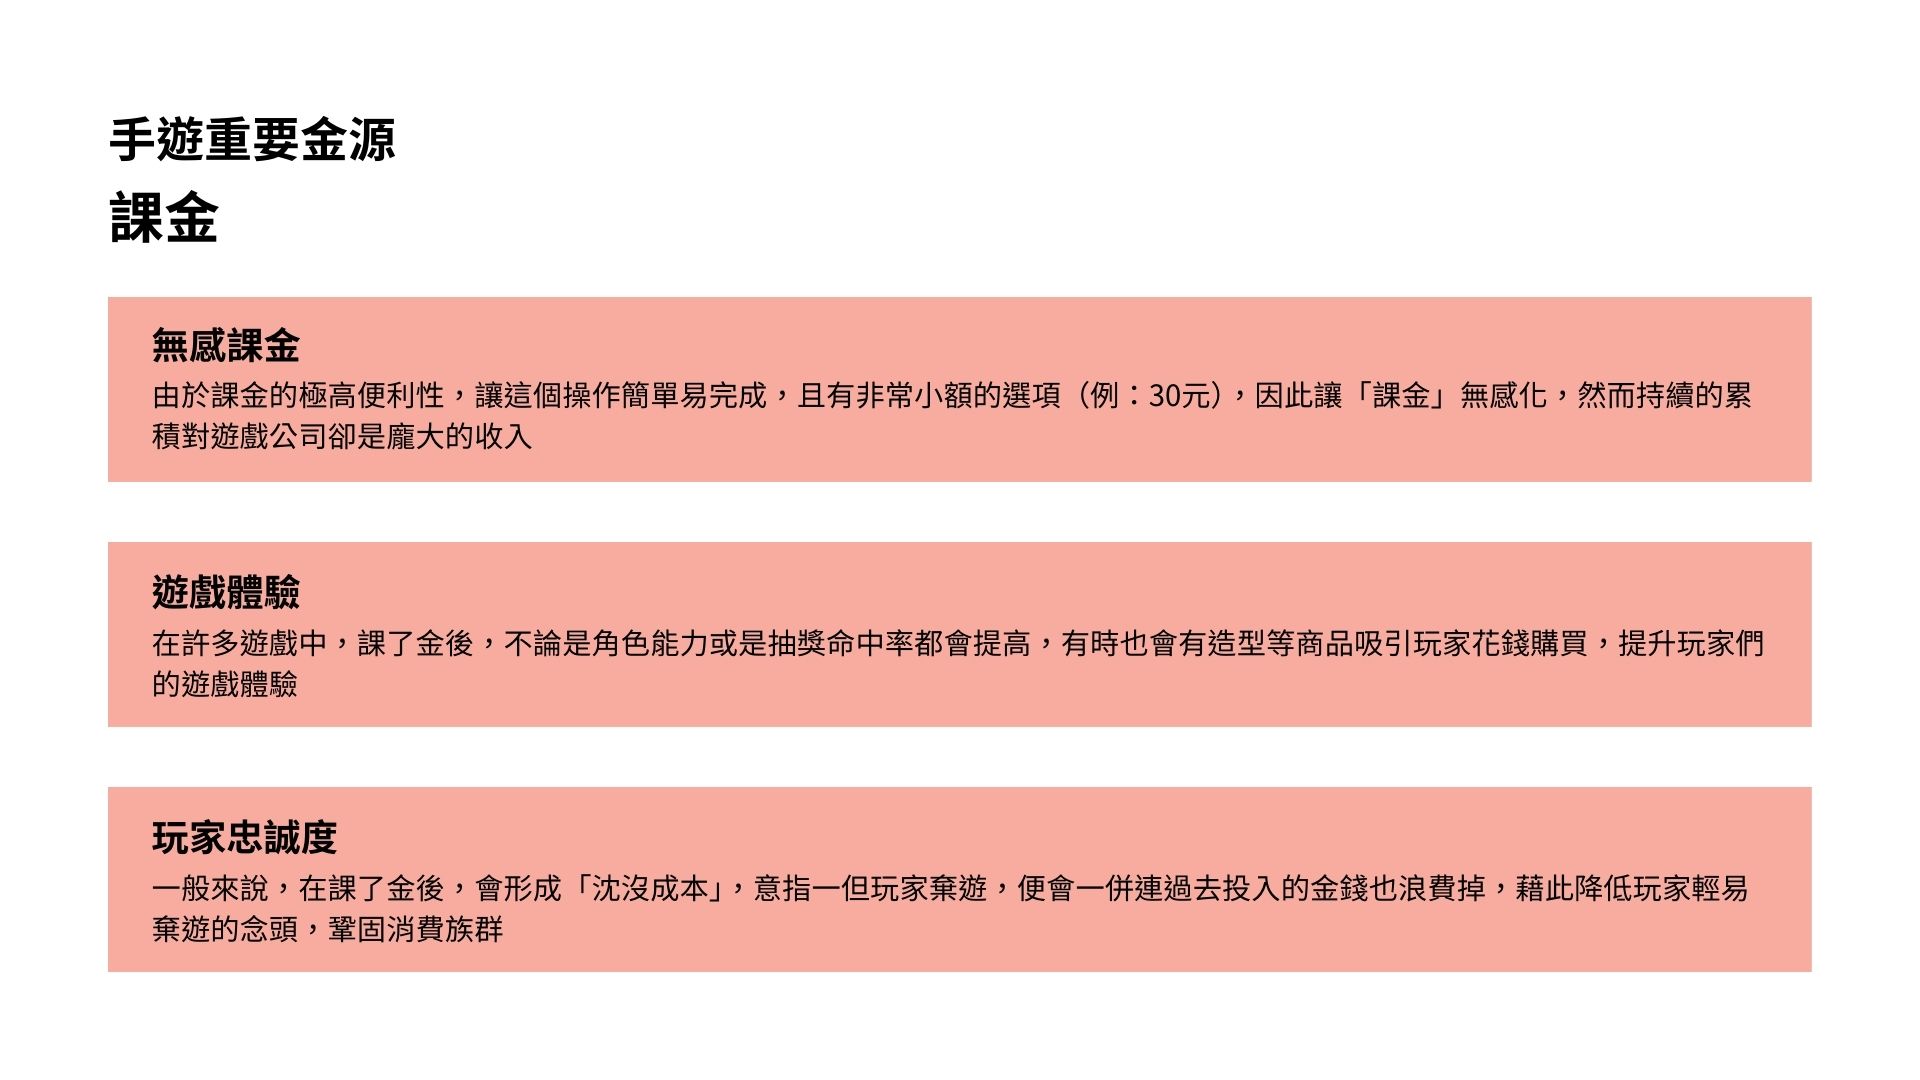 手遊重要金源
課金
無感課金
由於課金的極高便利性，讓這個操作簡單易完成，且有非常小額的選項（例：30元），因此讓「課金」無感化，然而持續的累
積對遊戲公司卻是龐大的收入
遊戲體驗
在許多遊戲中，課了金後，不論是角色能力或是抽獎命中率都會提高，有時也會有造型等商品吸引玩家花錢購買，提升玩家們
的遊戲體驗
玩家忠誠度
一般來說，在課了金後，會形成「沈沒成本」，意指一但玩家棄遊，便會一併連過去投入的金錢也浪費掉，藉此降低玩家輕易
棄遊的念頭，鞏固消費族群